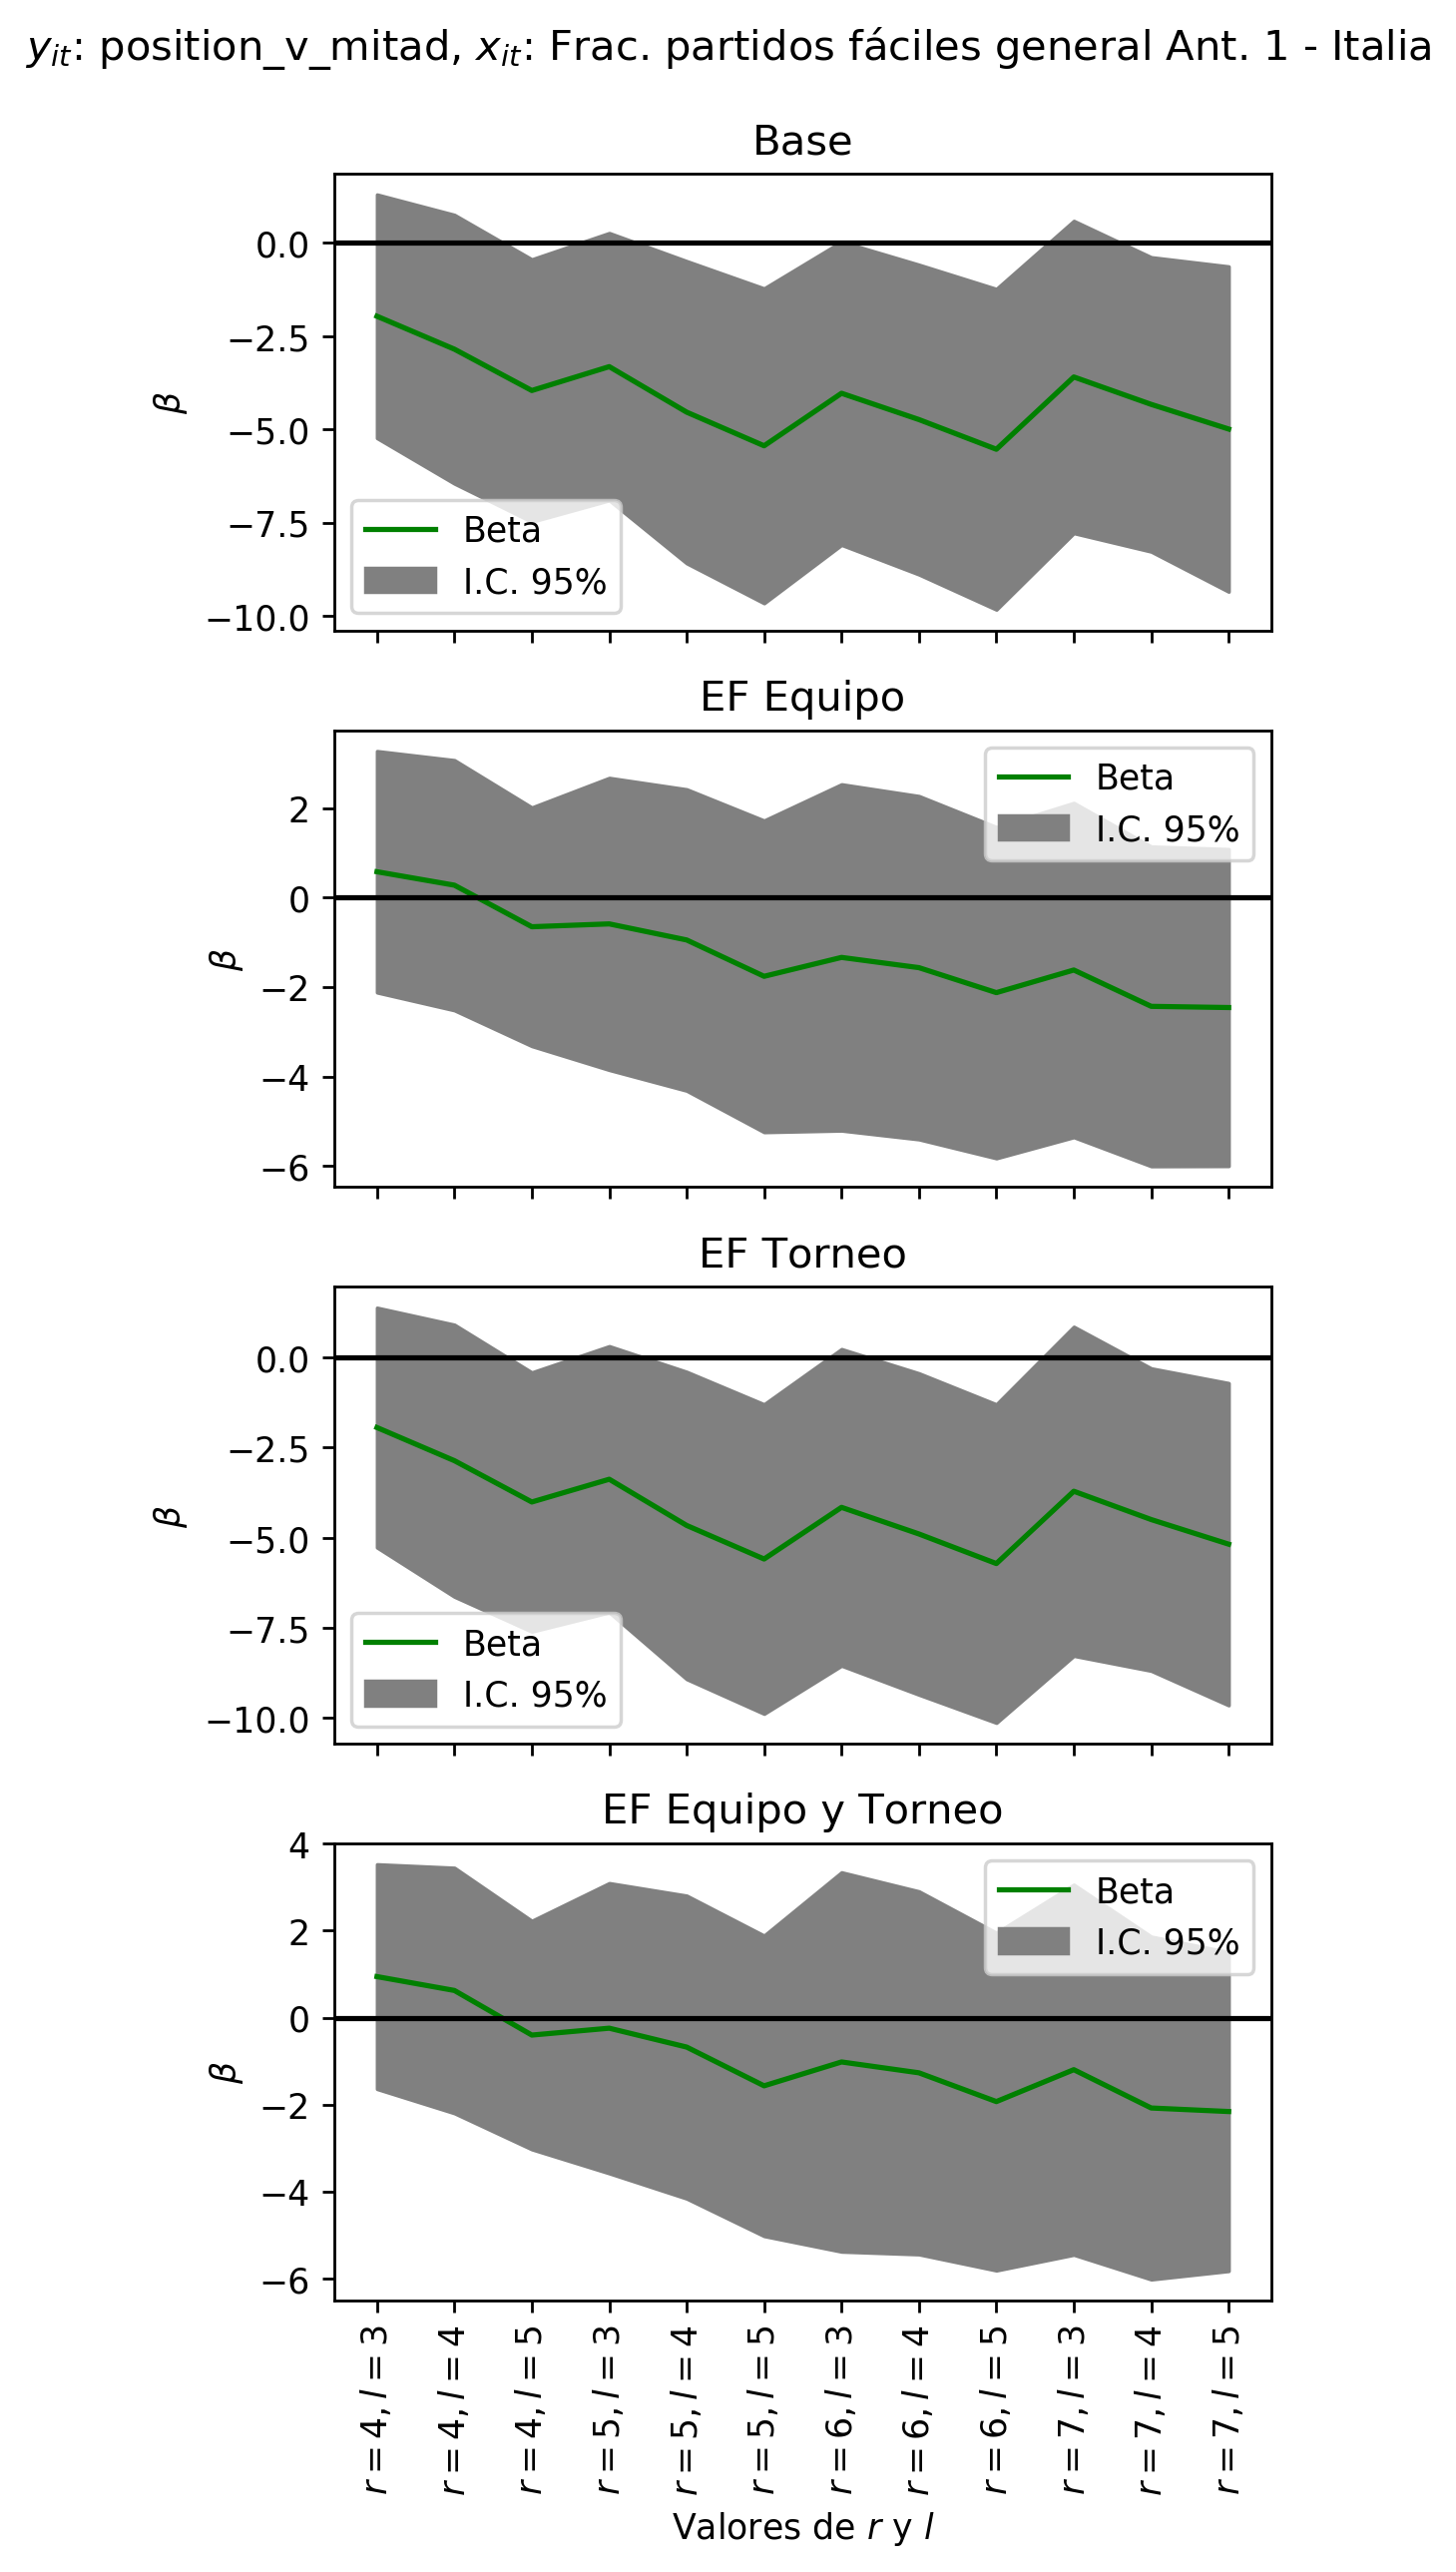 y_it: position_v_mitad, x_it: Frac. partidos fáciles general Ant. 1 - Italia
Base
0.0
−2.5
−5.0
−7.5
−10.0
β
Beta
I.C. 95%
EF Equipo
2
0
−2
−4
−6
β
Beta
I.C. 95%
EF Torneo
0.0
−2.5
−5.0
−7.5
−10.0
β
Beta
I.C. 95%
EF Equipo y Torneo
4
2
0
−2
−4
−6
β
Beta
I.C. 95%
r = 4, l = 3
r = 4, l = 4
r = 4, l = 5
r = 5, l = 3
r = 5, l = 4
r = 5, l = 5
r = 6, l = 3
r = 6, l = 4
r = 6, l = 5
r = 7, l = 3
r = 7, l = 4
r = 7, l = 5
Valores de r y l